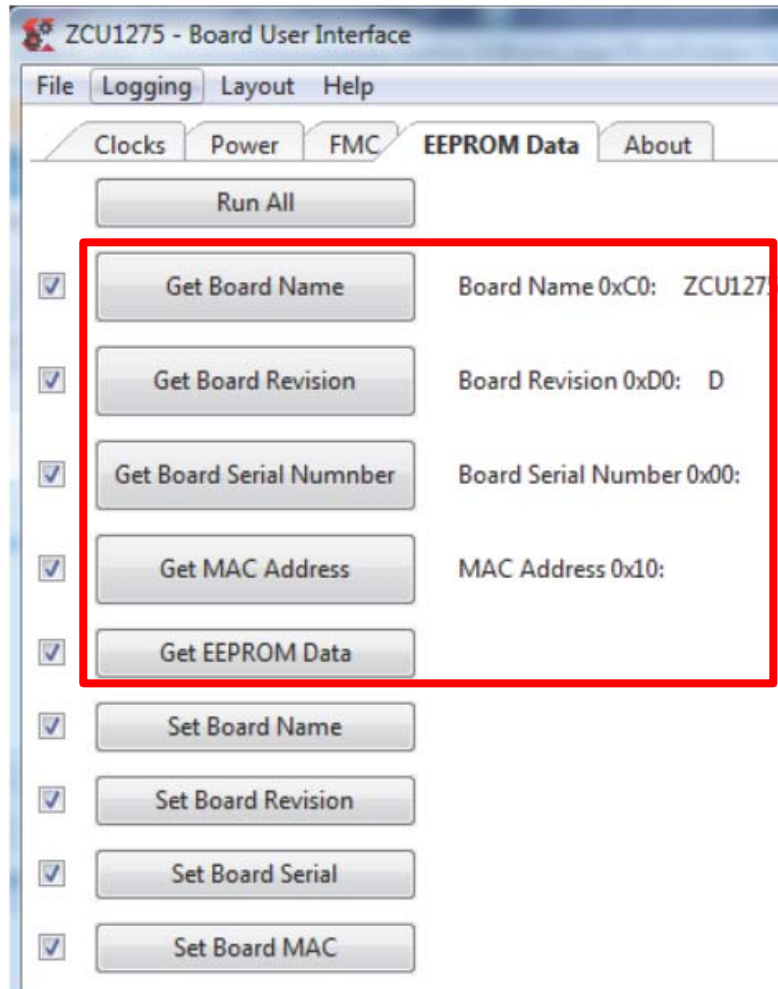 ZCU1275 - Board User Interface
File Logging Layout Help
Clocks Power FMC EEPROM Data About
Run All
Get Board Name Board Name 0xC0: ZCU127
Get Board Revision Board Revision 0xD0: D
Get Board Serial Numnber Board Serial Number 0x00:
Get MAC Address MAC Address 0x10:
Get EEPROM Data
Set Board Name
Set Board Revision
Set Board Serial
Set Board MAC